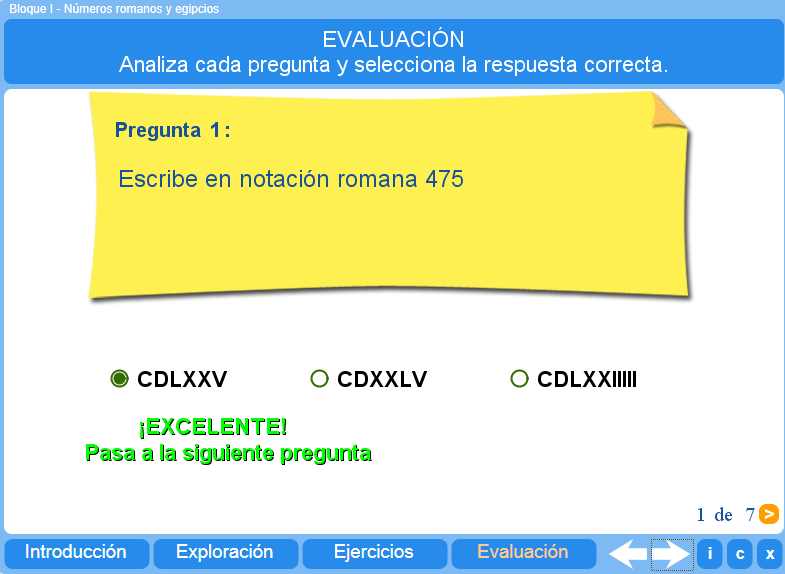 Bloque I - Números romanos y egipcios
EVALUACIÓN
Analiza cada pregunta y selecciona la respuesta correcta.
Pregunta 1:
Escribe en notación romana 475
CDLXXV CDXXLV CDLXXIIIII
¡EXCELENTE!
Pasa a la siguiente pregunta
1 de 7 >
Introducción Exploración Ejercicios Evaluación i c x